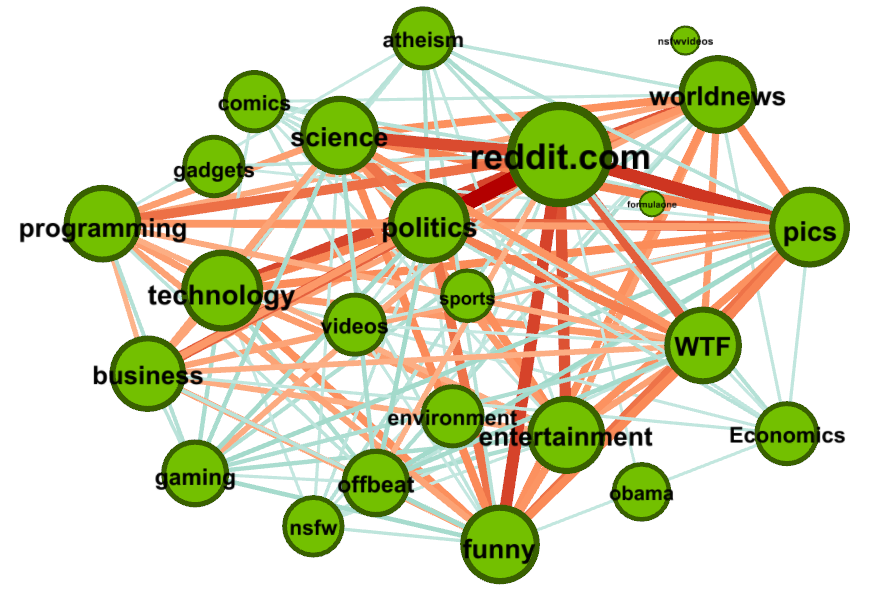 atheism
nsfwvideos
comics
worldnews
science
reddit.com
gadgets
formulaone
programming
politics
pics
technology
sports
videos
WTF
business
environment
entertainment
Economics
gaming
offbeat
obama
nsfw
funny